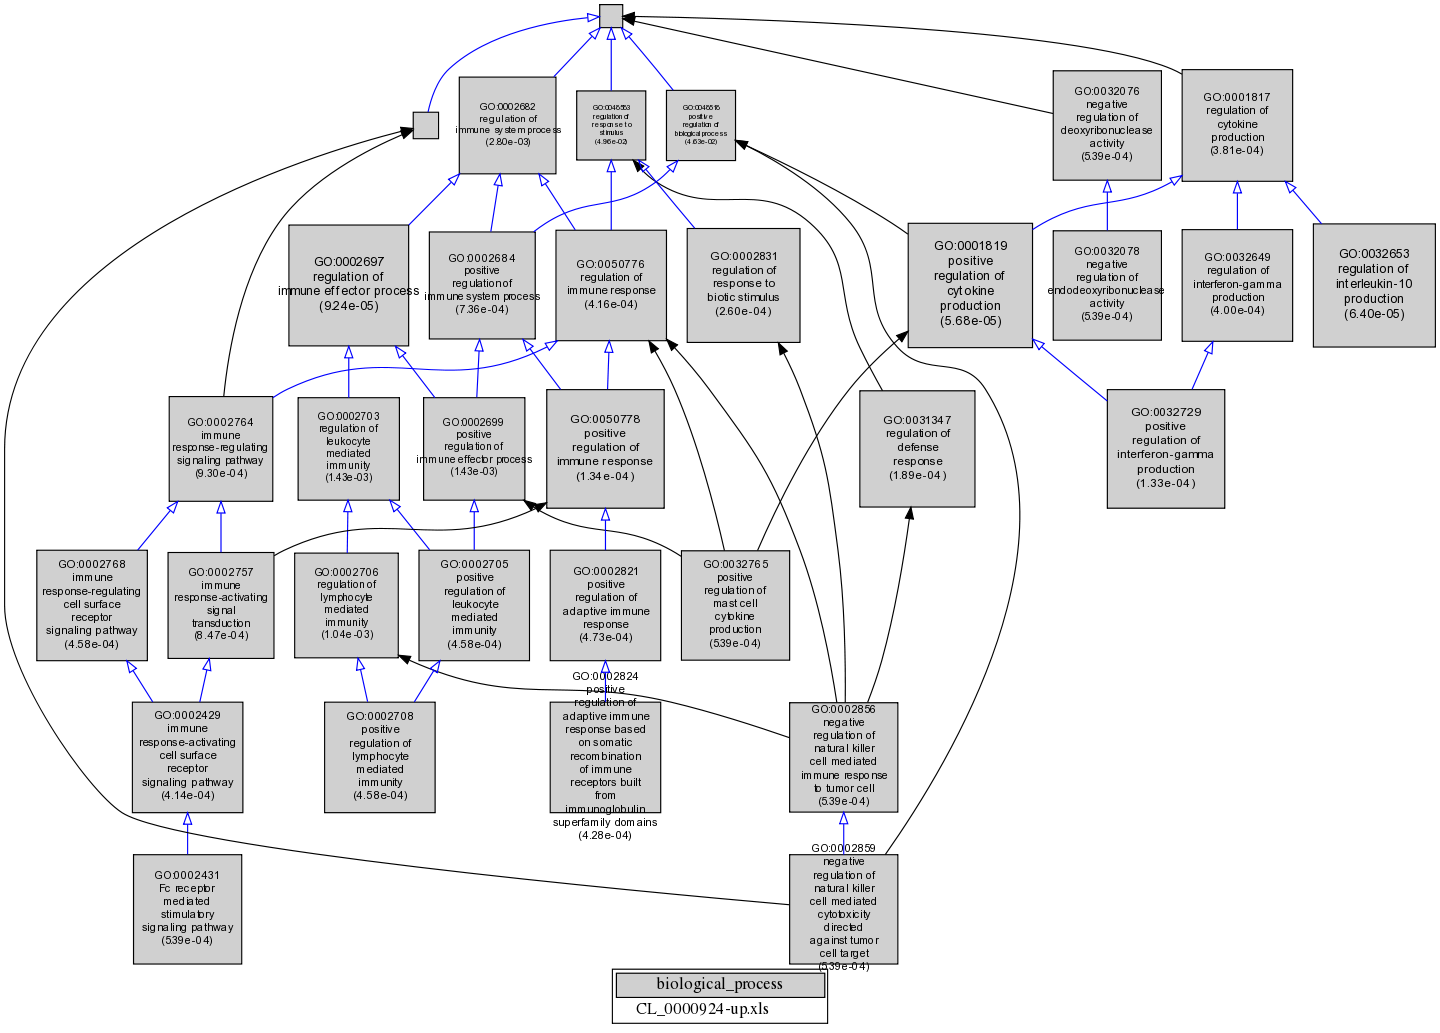 GO:0002682
regulation of
immune system process
(2.80e-03)
GO:0048583
regulation of
response to
stimulus
(4.96e-02)
GO:0048518
positive
regulation of
biological process
(4.63e-02)
GO:0032076
negative
regulation of
deoxyribonuclease
activity
(5.39e-04)
GO:0001817
regulation of
cytokine
production
(3.81e-04)
GO:0002697
regulation of
immune effector process
(9.24e-05)
GO:0002684
positive
regulation of
immune system process
(7.36e-04)
GO:0050776
regulation of
immune response
(4.16e-04)
GO:0002831
regulation of
response to
biotic stimulus
(2.60e-04)
GO:0001819
positive
regulation of
cytokine
production
(5.68e-05)
GO:0032078
negative
regulation of
endodeoxyribonuclease
activity
(5.39e-04)
GO:0032649
regulation of
interferon-gamma
production
(4.00e-04)
GO:0032653
regulation of
interleukin-10
production
(6.40e-05)
GO:0002764
immune
response-regulating
signaling pathway
(9.30e-04)
GO:0002703
regulation of
leukocyte
mediated
immunity
(1.43e-03)
GO:0002699
positive
regulation of
immune effector process
(1.43e-03)
GO:0050778
positive
regulation of
immune response
(1.34e-04)
GO:0031347
regulation of
defense
response
(1.89e-04)
GO:0032729
positive
regulation of
interferon-gamma
production
(1.33e-04)
GO:0002768
immune
response-regulating
cell surface
receptor
signaling pathway
(4.58e-04)
GO:0002757
immune
response-activating
signal
transduction
(8.47e-04)
GO:0002706
regulation of
lymphocyte
mediated
immunity
(1.04e-03)
GO:0002705
positive
regulation of
leukocyte
mediated
immunity
(4.58e-04)
GO:0002821
positive
regulation of
adaptive immune
response
(4.73e-04)
GO:0032765
positive
regulation of
mast cell
cytokine
production
(5.39e-04)
GO:0002429
immune
response-activating
cell surface
receptor
signaling pathway
(4.14e-04)
GO:0002708
positive
regulation of
lymphocyte
mediated
immunity
(4.58e-04)
GO:0002824
positive
regulation of
adaptive immune
response based
on somatic
recombination
of immune
receptors built
from
immunoglobulin
superfamily domains
(4.28e-04)
GO:0002856
negative
regulation of
natural killer
cell mediated
immune response
to tumor cell
(5.39e-04)
GO:0002431
Fc receptor
mediated
stimulatory
signaling pathway
(5.39e-04)
GO:0002859
negative
regulation of
natural killer
cell mediated
cytotoxicity
directed
against tumor
cell target
(5.39e-04)
biological_process
CL_0000924-up.xls